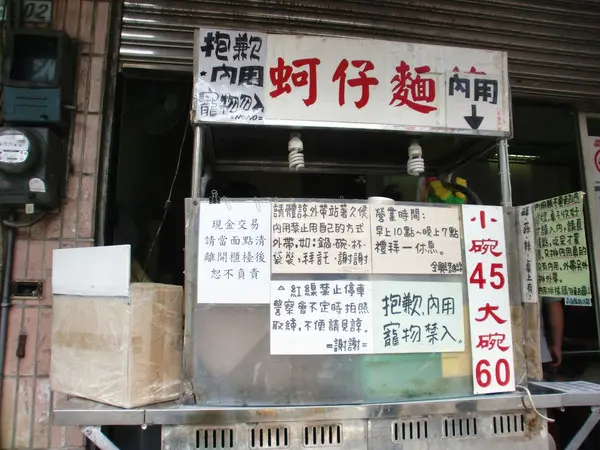 02
抱歉
內用
寵物勿入
蚵仔麵
內用
現金交易
請當面點清
離開櫃檯後
恕不負責
請體諒外帶站著久候
內用禁止用自己的方式
外帶,如:鍋.碗.杯.
袋裝,拜託,謝謝
營業時間:
早上10點~晚上7點
禮拜一休息。
紅線禁止停車
警察會不定時拍照
取締,不便請見諒。
=謝謝=
抱歉,內用
寵物禁入。
小碗
45
大碗
60